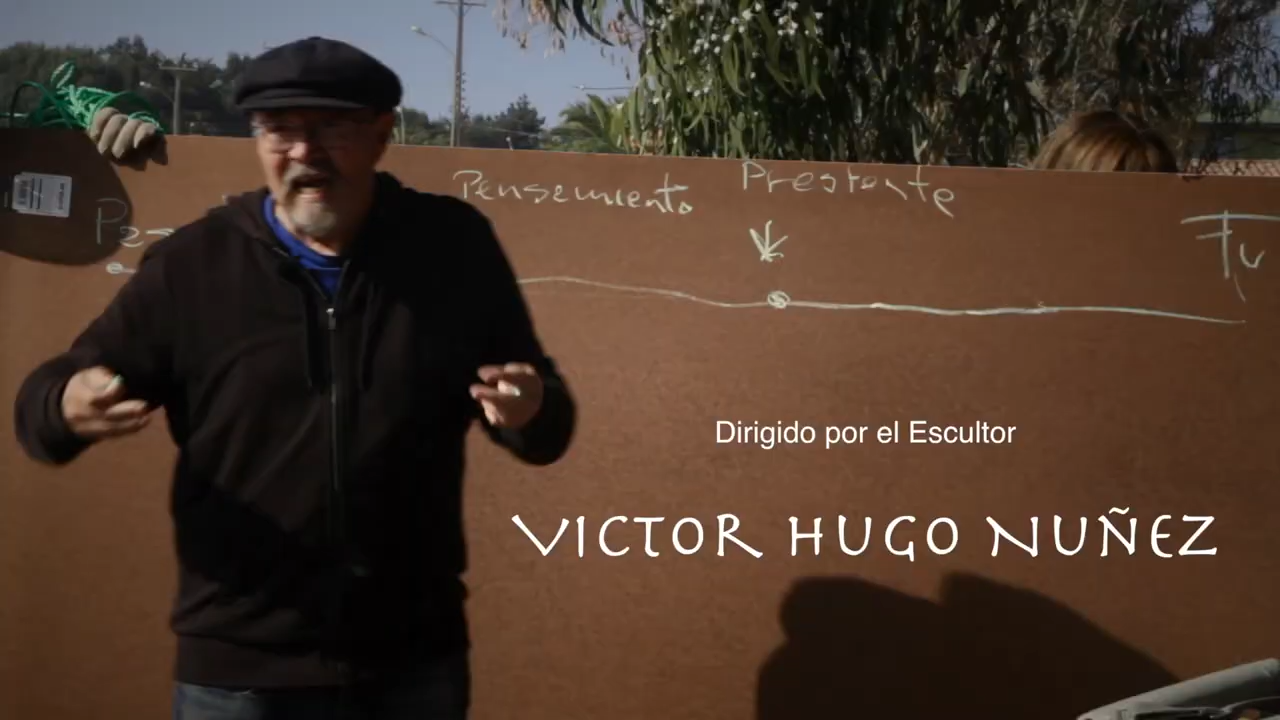 Pensamiento
Presente
Dirigido por el Escultor
VICTOR HUGO NUÑEZ